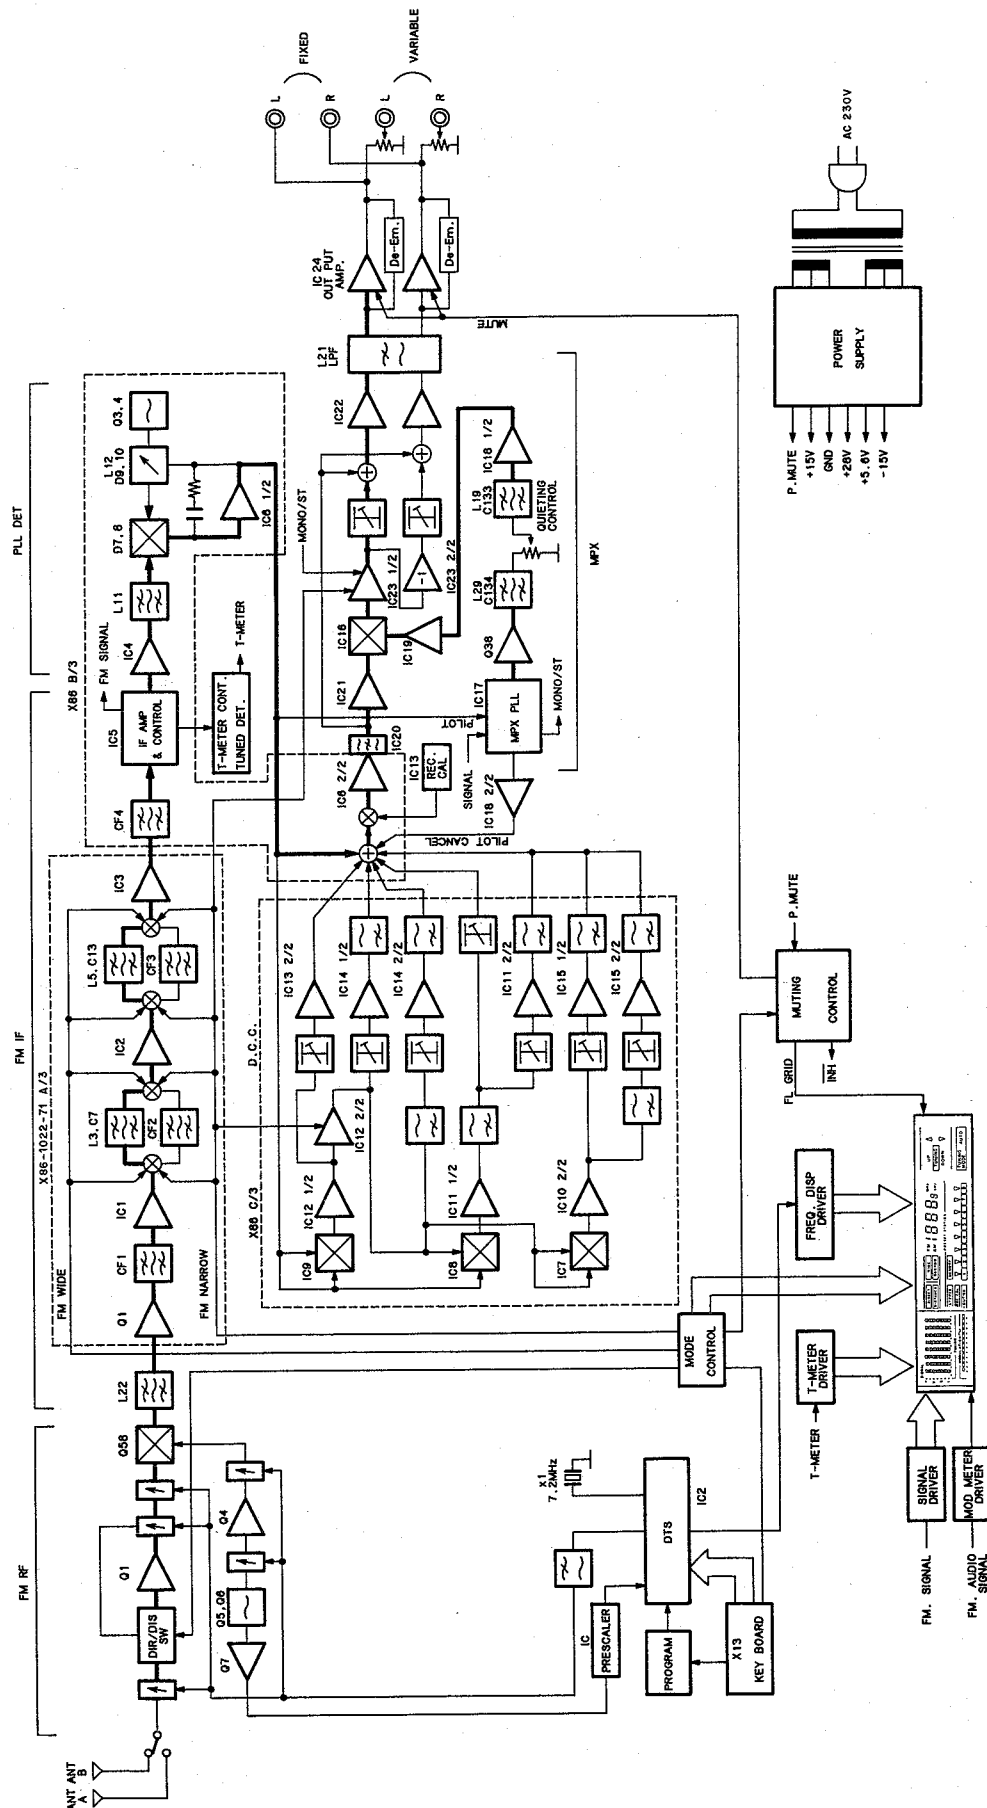 FIXED
L
R
VARIABLE
L
R
AC 230V
POWER
SUPPLY
P.MUTE
+15V
GND
+28V
+5.6V
-15V
IC24
OUT PUT
AMP.
De-Em.
De-Em.
MUTE
L21
LPF
IC22
PLL DET
X86 B/3
Q3,4
L12
D9,10
D7,8
IC6 1/2
L11
IC4
FM SIGNAL
IC5
IF AMP
& CONTROL
T-METER CONT.
TUNED DET.
T-METER
CF4
MONO/ST
IC23 1/2
-1
IC23 2/2
IC16
IC19
IC21
IC20
IC6 2/2
IC13
REC.
CAL
IC18 1/2
L19
C133
QUIETING
CONTROL
L29
C134
Q38
IC17
MPX PLL
PILOT
SIGNAL
MONO/ST
IC18 2/2
PILOT CANCEL
MPX
FM IF
X86-1022-71 A/3
IC3
L5,C13
CF3
IC2
L3,C7
CF2
IC1
CF1
Q1
FM WIDE
FM NARROW
L22
D.C.C.
X86 C/3
IC13 2/2
IC14 1/2
IC14 2/2
IC11 2/2
IC15 1/2
IC15 2/2
IC12 2/2
IC12 1/2
IC11 1/2
IC10 2/2
IC9
IC8
IC7
FM RF
Q58
Q1
DIR/DIS
SW
Q4
Q5,Q6
Q7
ANT
A
ANT
B
MODE
CONTROL
P.MUTE
MUTING
CONTROL
FL GRID
INH
FREQ. DISP
DRIVER
T-METER
DRIVER
T-METER
X1
7.2MHz
IC2
DTS
IC
PRESCALER
PROGRAM
X13
KEY BOARD
SIGNAL
DRIVER
MOD METER
DRIVER
FM. SIGNAL
FM. AUDIO
SIGNAL
UP
TUNING
DOWN
AUTO